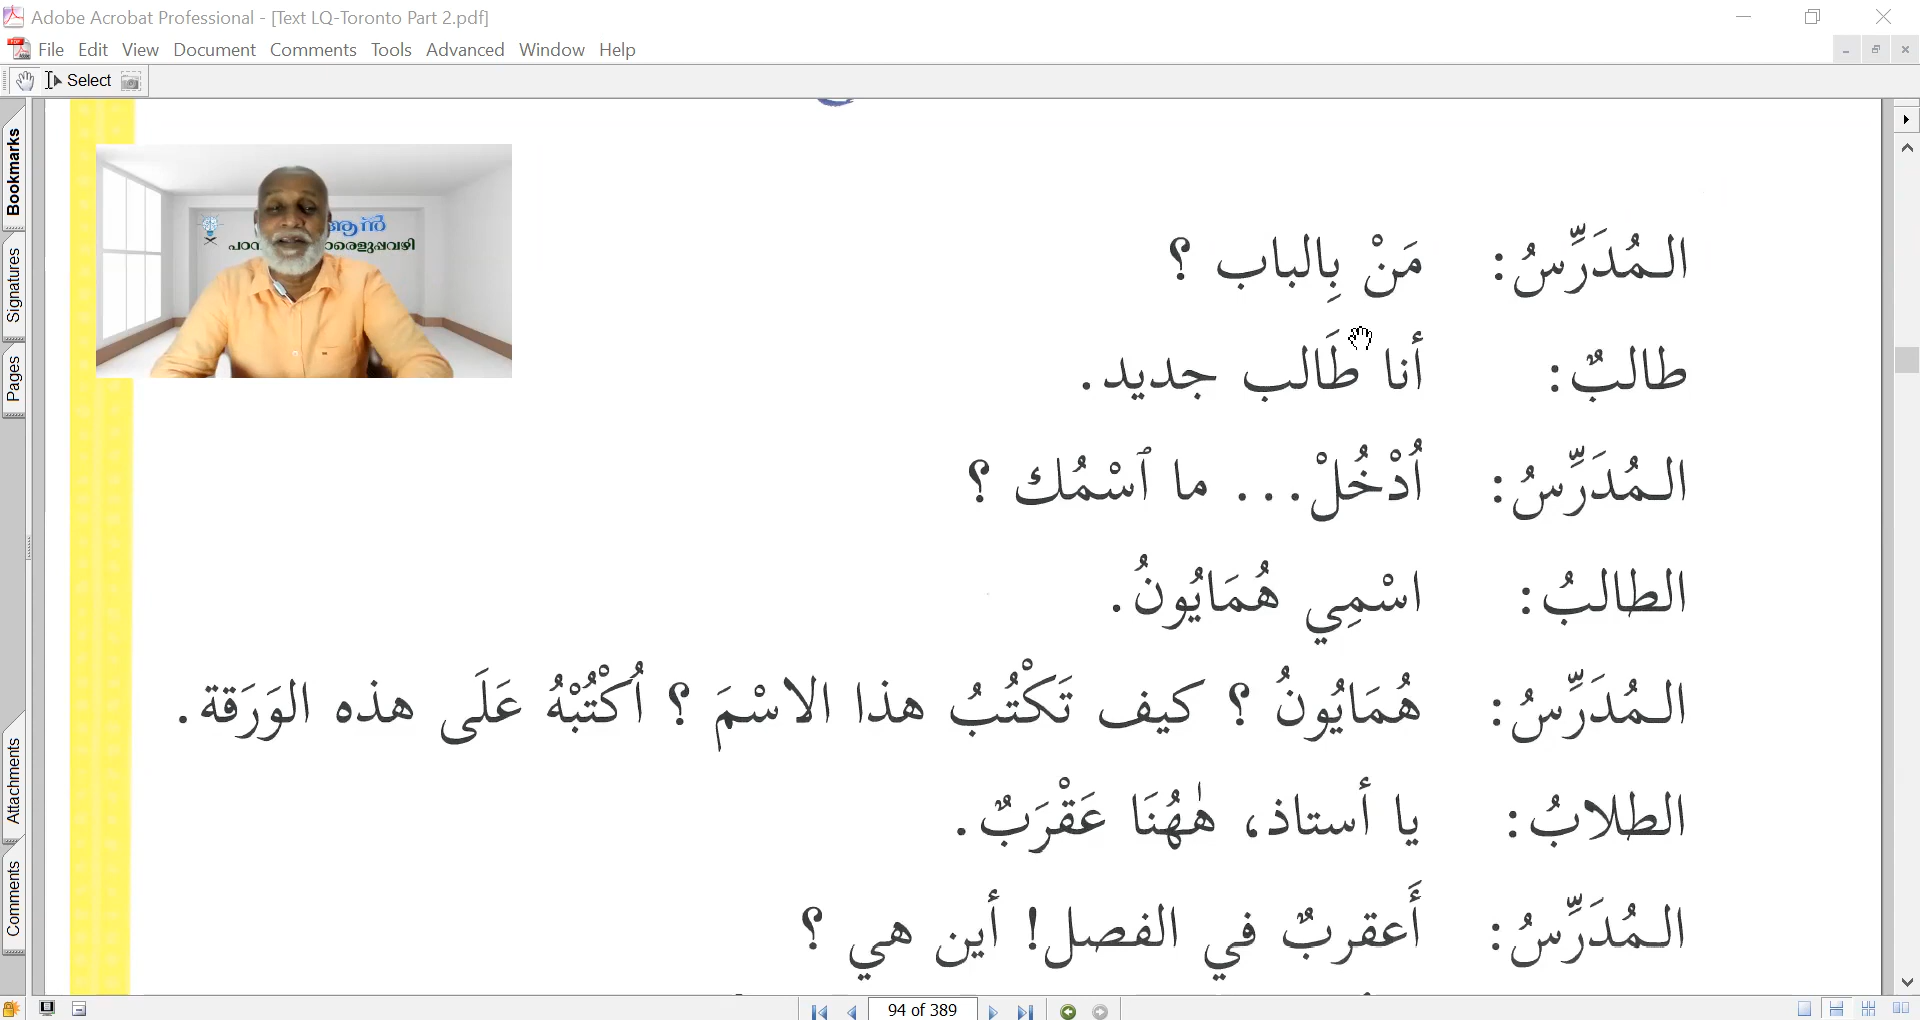 Adobe Acrobat Professional - [Text LQ-Toronto Part 2.pdf]
File Edit View Document Comments Tools Advanced Window Help
Select
Bookmarks
Signatures
Pages
Attachments
Comments
ആൻ
المُدَرِّسُ: مَنْ بِالباب ؟
طالبٌ: أنا طَالب جديد.
المُدَرِّسُ: اُدْخُلْ... ما ٱسْمُك ؟
الطالبُ: اسْمِي هُمَايُونُ.
المُدَرِّسُ: هُمَايُونُ ؟ كيف تَكْتُبُ هذا الاسْمَ ؟ اُكْتُبْهُ عَلَى هذه الوَرَقة.
الطلابُ: يا أستاذ، هٰهُنَا عَقْرَبٌ.
المُدَرِّسُ: أَعقربٌ في الفصل! أين هي ؟
94 of 389